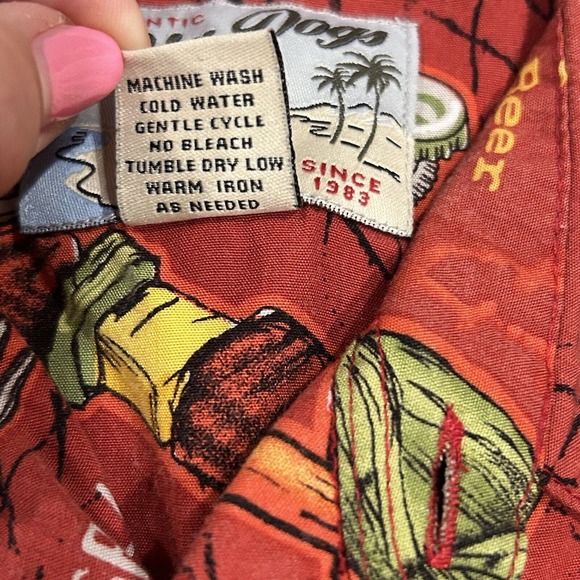 NTIC
Dogs
MACHINE WASH
COLD WATER
GENTLE CYCLE
NO BLEACH
TUMBLE DRY LOW
WARM IRON
AS NEEDED
SINCE
1983
Beer